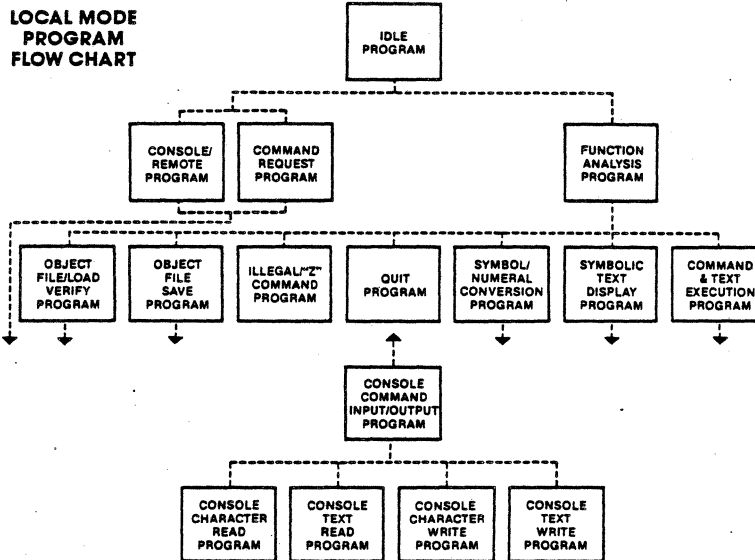 LOCAL MODE
PROGRAM
FLOW CHART
IDLE
PROGRAM
CONSOLE/
REMOTE
PROGRAM
COMMAND
REQUEST
PROGRAM
FUNCTION
ANALYSIS
PROGRAM
OBJECT
FILE/LOAD
VERIFY
PROGRAM
OBJECT
FILE
SAVE
PROGRAM
ILLEGAL/"Z"
COMMAND
PROGRAM
QUIT
PROGRAM
SYMBOL/
NUMERAL
CONVERSION
PROGRAM
SYMBOLIC
TEXT
DISPLAY
PROGRAM
COMMAND
& TEXT
EXECUTION
PROGRAM
CONSOLE
COMMAND
INPUT/OUTPUT
PROGRAM
CONSOLE
CHARACTER
READ
PROGRAM
CONSOLE
TEXT
READ
PROGRAM
CONSOLE
CHARACTER
WRITE
PROGRAM
CONSOLE
TEXT
WRITE
PROGRAM